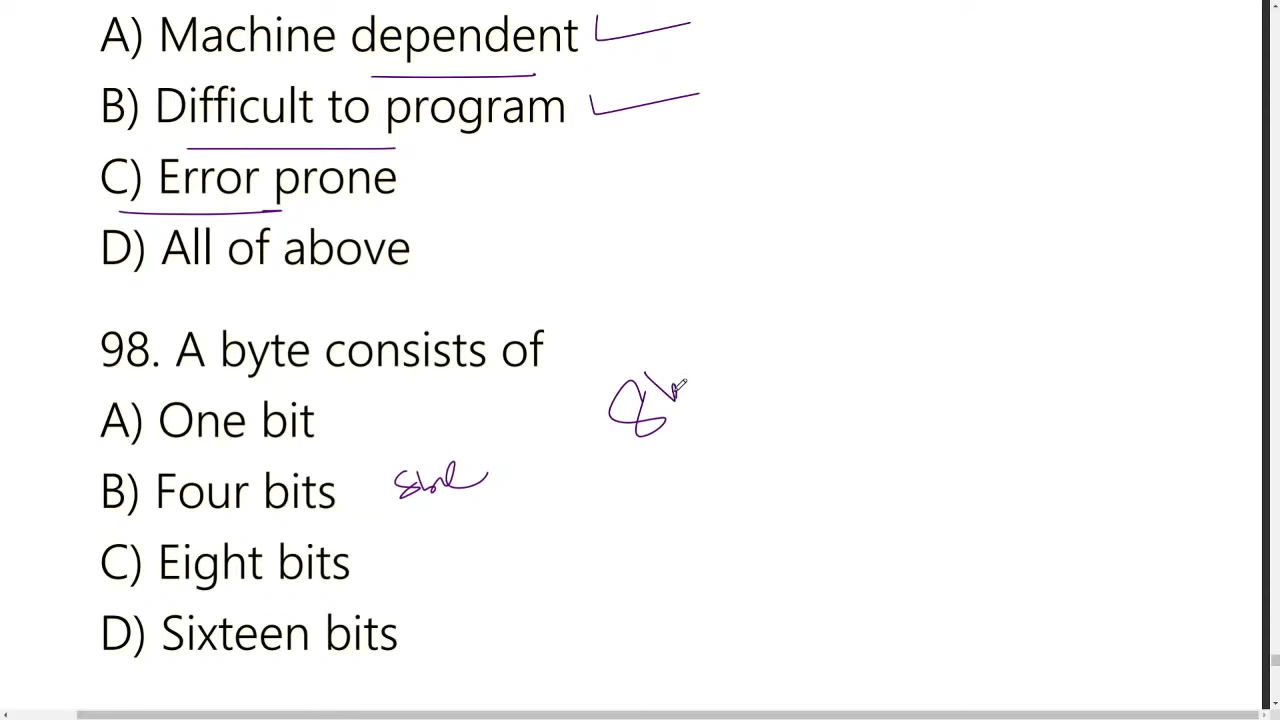 A) Machine dependent
B) Difficult to program
C) Error prone
D) All of above
98. A byte consists of
A) One bit
B) Four bits
C) Eight bits
D) Sixteen bits